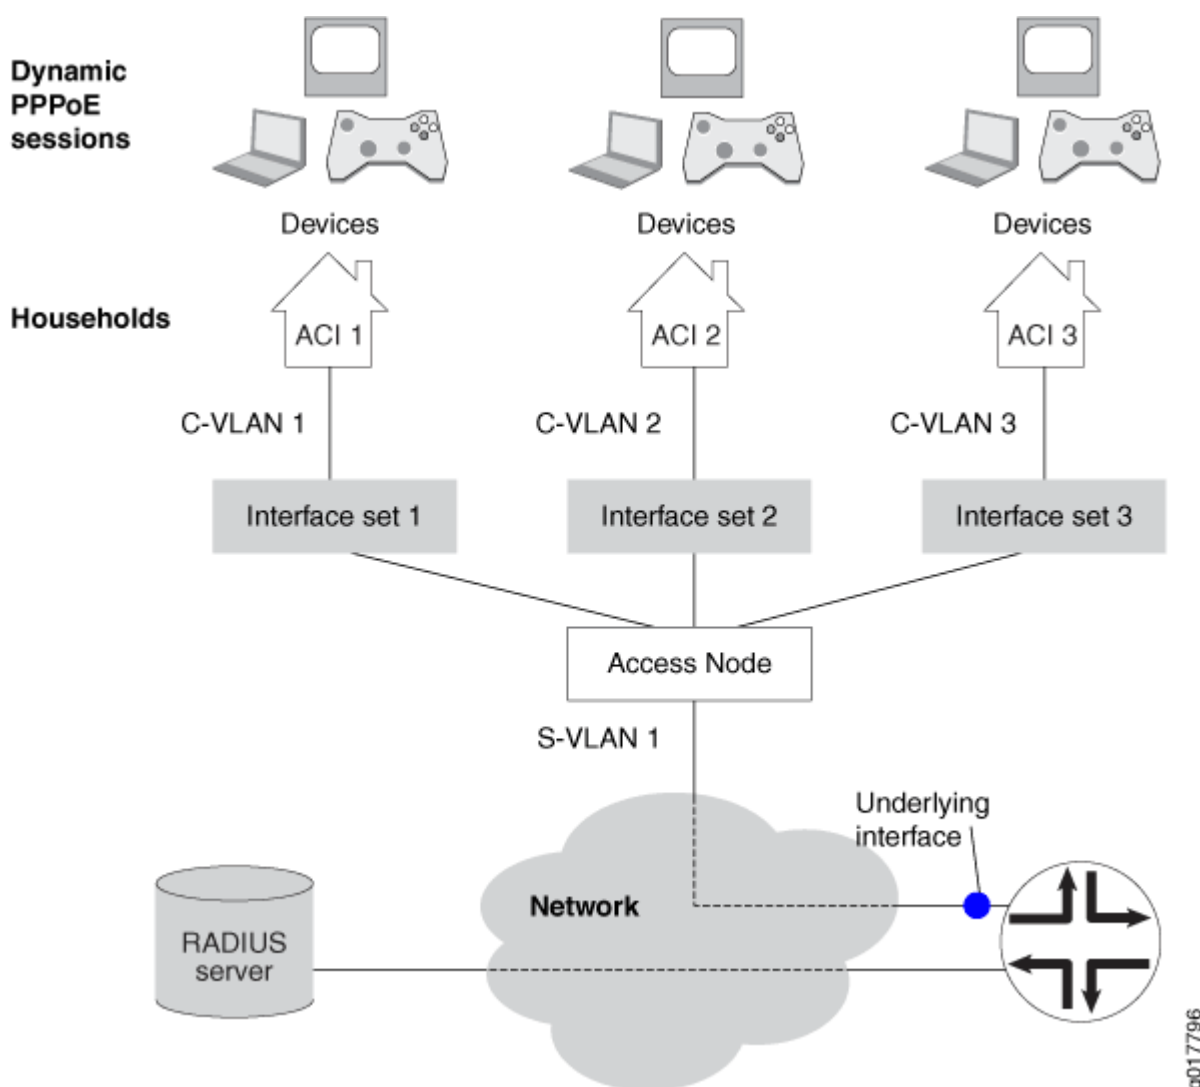 Dynamic
PPPoE
sessions
Devices
Devices
Devices
Households
ACI 1
ACI 2
ACI 3
C-VLAN 1
C-VLAN 2
C-VLAN 3
Interface set 1
Interface set 2
Interface set 3
Access Node
S-VLAN 1
Underlying
interface
Network
RADIUS
server
g017796